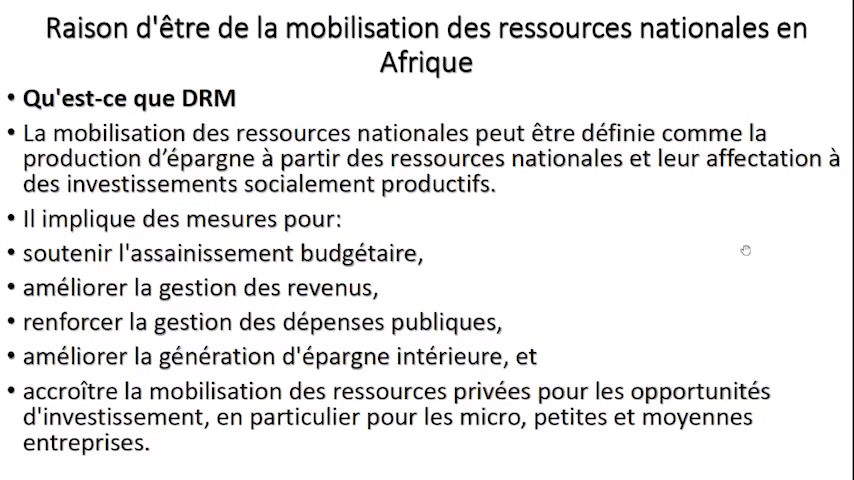 Raison d'être de la mobilisation des ressources nationales en
Afrique
• Qu'est-ce que DRM
• La mobilisation des ressources nationales peut être définie comme la
production d’épargne à partir des ressources nationales et leur affectation à
des investissements socialement productifs.
• Il implique des mesures pour:
• soutenir l'assainissement budgétaire,
• améliorer la gestion des revenus,
• renforcer la gestion des dépenses publiques,
• améliorer la génération d'épargne intérieure, et
• accroître la mobilisation des ressources privées pour les opportunités
d'investissement, en particulier pour les micro, petites et moyennes
entreprises.